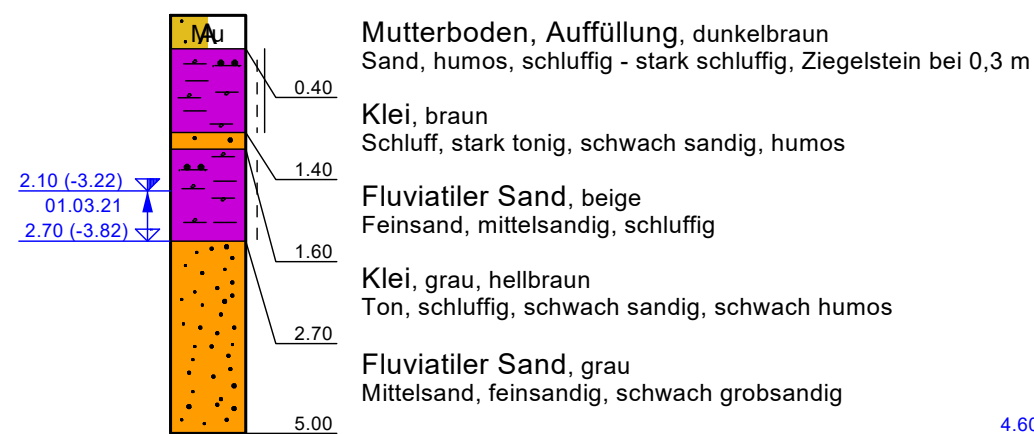 Mu
A
Mutterboden, Auffüllung, dunkelbraun
Sand, humos, schluffig - stark schluffig, Ziegelstein bei 0,3 m
0.40
Klei, braun
Schluff, stark tonig, schwach sandig, humos
1.40
2.10 (-3.22)
01.03.21
2.70 (-3.82)
Fluviatiler Sand, beige
Feinsand, mittelsandig, schluffig
1.60
Klei, grau, hellbraun
Ton, schluffig, schwach sandig, schwach humos
2.70
Fluviatiler Sand, grau
Mittelsand, feinsandig, schwach grobsandig
5.00
4.60